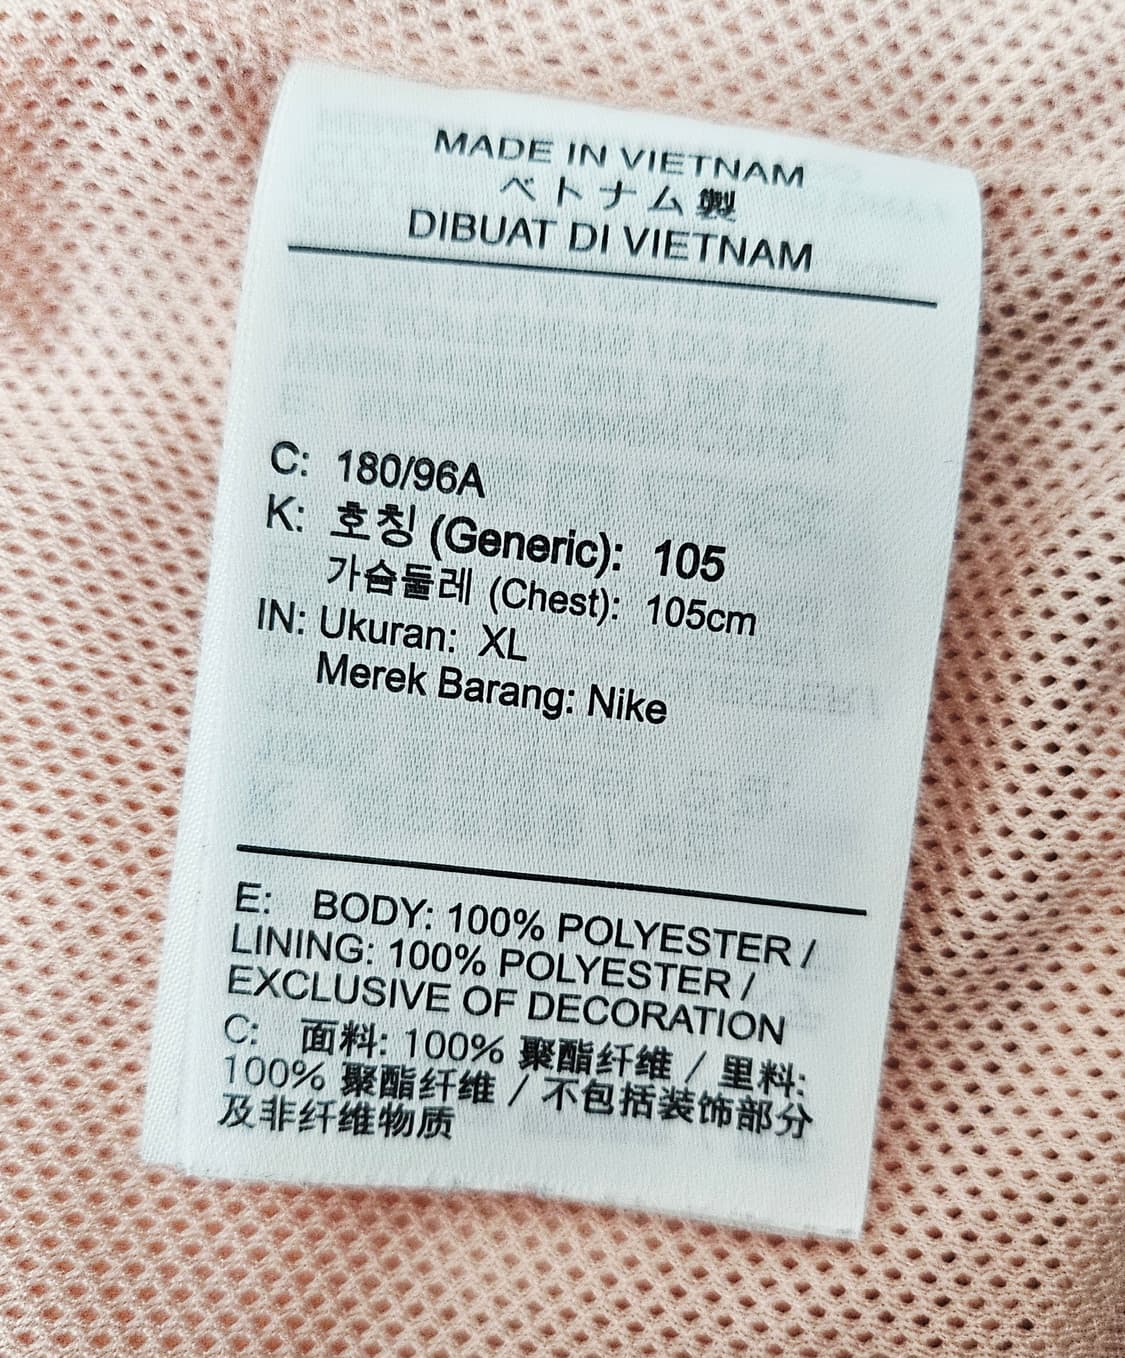 MADE IN VIETNAM
ベトナム製
DIBUAT DI VIETNAM
C: 180/96A
K: 호칭 (Generic): 105
가슴둘레 (Chest): 105cm
IN: Ukuran: XL
Merek Barang: Nike
E: BODY: 100% POLYESTER /
LINING: 100% POLYESTER /
EXCLUSIVE OF DECORATION
C: 面料: 100% 聚酯纤维 / 里料:
100% 聚酯纤维 / 不包括装饰部分
及非纤维物质